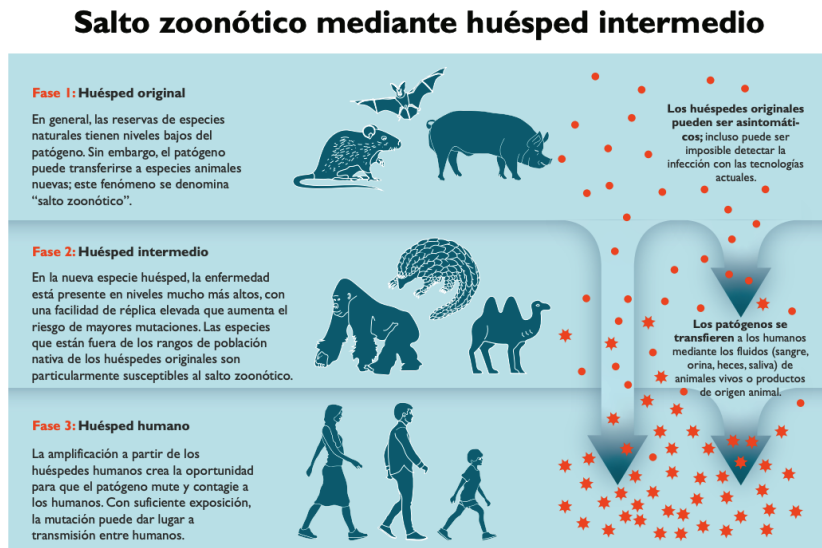 Salto zoonótico mediante huésped intermedio
Fase 1: Huésped original
En general, las reservas de especies
naturales tienen niveles bajos del
patógeno. Sin embargo, el patógeno
puede transferirse a especies animales
nuevas; este fenómeno se denomina
“salto zoonótico”.
Los huéspedes originales
pueden ser asintomáti-
cos; incluso puede ser
imposible detectar la
infección con las tecnologías
actuales.
Fase 2: Huésped intermedio
En la nueva especie huésped, la enfermedad
está presente en niveles mucho más altos, con
una facilidad de réplica elevada que aumenta el
riesgo de mayores mutaciones. Las especies
que están fuera de los rangos de población
nativa de los huéspedes originales son
particularmente susceptibles al salto zoonótico.
Los patógenos se
transfieren a los humanos
mediante los fluidos (sangre,
orina, heces, saliva) de
animales vivos o productos
de origen animal.
Fase 3: Huésped humano
La amplificación a partir de los
huéspedes humanos crea la oportunidad
para que el patógeno mute y contagie a
los humanos. Con suficiente exposición,
la mutación puede dar lugar a
transmisión entre humanos.